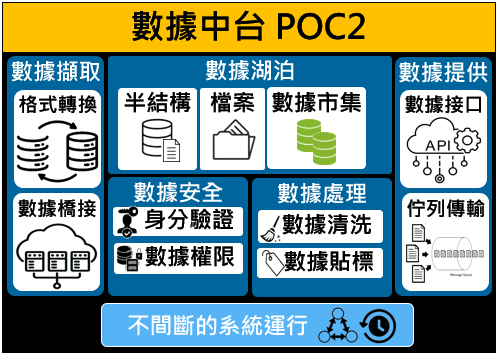 數據中台 POC2
數據擷取
格式轉換
數據橋接
數據湖泊
半結構
檔案
數據市集
數據安全
身分驗證
數據權限
數據處理
數據清洗
數據貼標
數據提供
數據接口
API
佇列傳輸
Message Queue
不間斷的系統運行